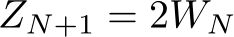 $Z_{N+1} = 2W_N$